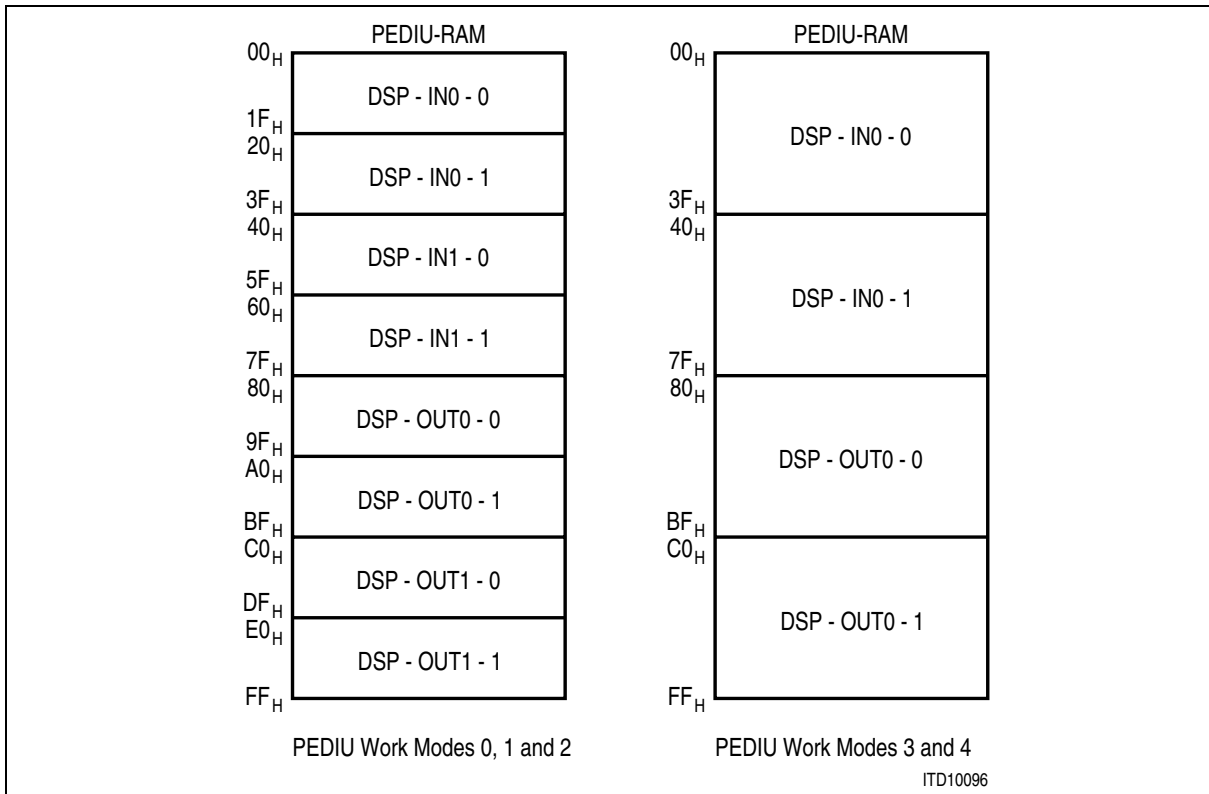 PEDIU-RAM
00H
DSP - IN0 - 0
1FH
20H
DSP - IN0 - 1
3FH
40H
DSP - IN1 - 0
5FH
60H
DSP - IN1 - 1
7FH
80H
DSP - OUT0 - 0
9FH
A0H
DSP - OUT0 - 1
BFH
C0H
DSP - OUT1 - 0
DFH
E0H
DSP - OUT1 - 1
FFH
PEDIU Work Modes 0, 1 and 2
PEDIU-RAM
00H
DSP - IN0 - 0
3FH
40H
DSP - IN0 - 1
7FH
80H
DSP - OUT0 - 0
BFH
C0H
DSP - OUT0 - 1
FFH
PEDIU Work Modes 3 and 4
ITD10096